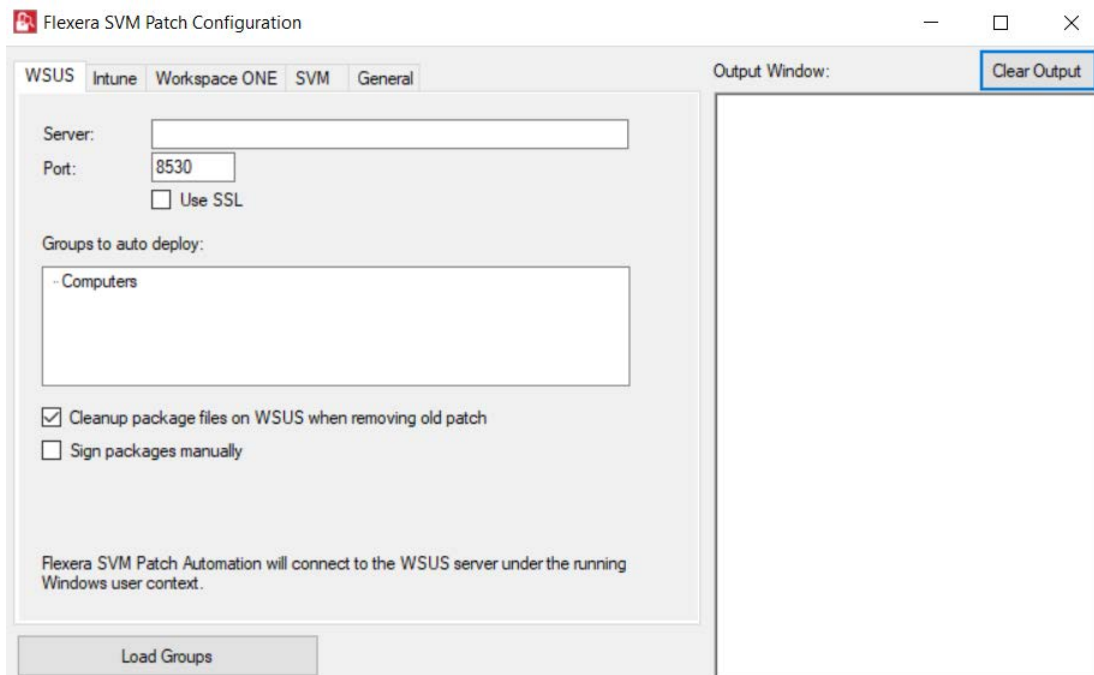 Flexera SVM Patch Configuration
WSUS Intune Workspace ONE SVM General
Server:
Port: 8530
Use SSL
Groups to auto deploy:
Computers
Cleanup package files on WSUS when removing old patch
Sign packages manually
Flexera SVM Patch Automation will connect to the WSUS server under the running
Windows user context.
Load Groups
Output Window: Clear Output